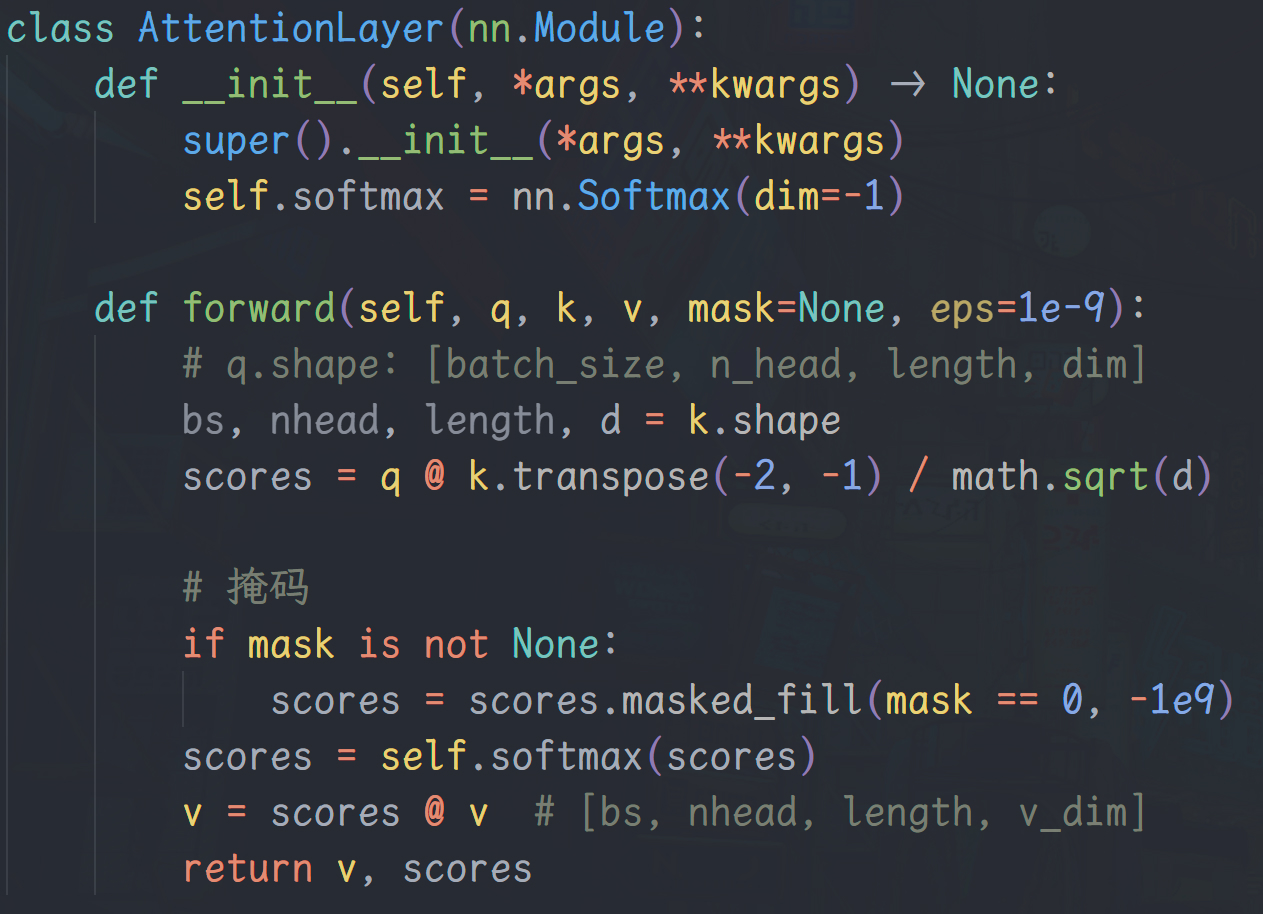 class AttentionLayer(nn.Module):
    def __init__(self, *args, **kwargs) -> None:
        super().__init__(*args, **kwargs)
        self.softmax = nn.Softmax(dim=-1)

    def forward(self, q, k, v, mask=None, eps=1e-9):
        # q.shape: [batch_size, n_head, length, dim]
        bs, nhead, length, d = k.shape
        scores = q @ k.transpose(-2, -1) / math.sqrt(d)

        # 掩码
        if mask is not None:
            scores = scores.masked_fill(mask == 0, -1e9)
        scores = self.softmax(scores)
        v = scores @ v  # [bs, nhead, length, v_dim]
        return v, scores